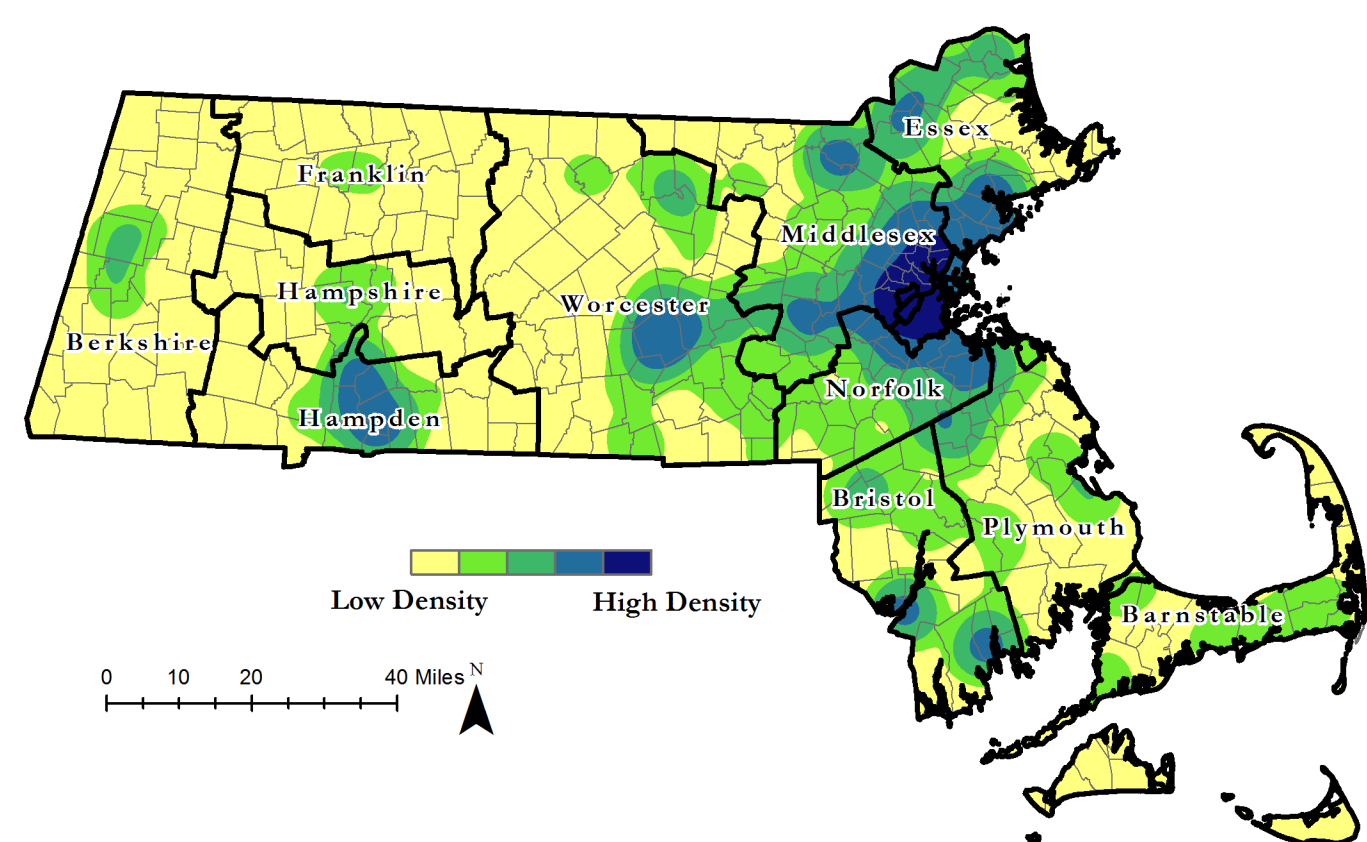 Essex
Franklin
Middlesex
Hampshire
Worcester
Berkshire
Norfolk
Hampden
Bristol
Plymouth
Low Density
High Density
Barnstable
0 10 20 40 Miles
N